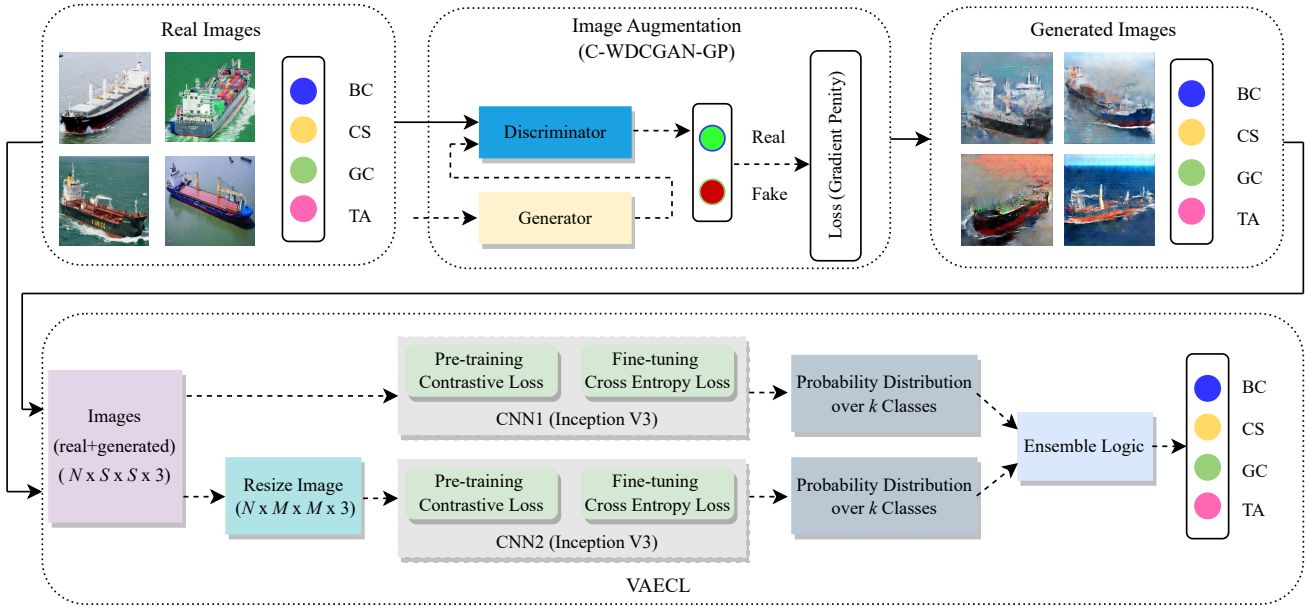 Real Images
BC
CS
GC
TA
Image Augmentation
(C-WDCGAN-GP)
Discriminator
Generator
Real
Fake
Loss (Gradient Penity)
Generated Images
BC
CS
GC
TA
Images
(real+generated)
( N x S x S x 3)
Resize Image
(N x M x M x 3)
Pre-training
Contrastive Loss
Fine-tuning
Cross Entropy Loss
CNN1 (Inception V3)
Pre-training
Contrastive Loss
Fine-tuning
Cross Entropy Loss
CNN2 (Inception V3)
Probability Distribution
over k Classes
Probability Distribution
over k Classes
Ensemble Logic
BC
CS
GC
TA
VAECL